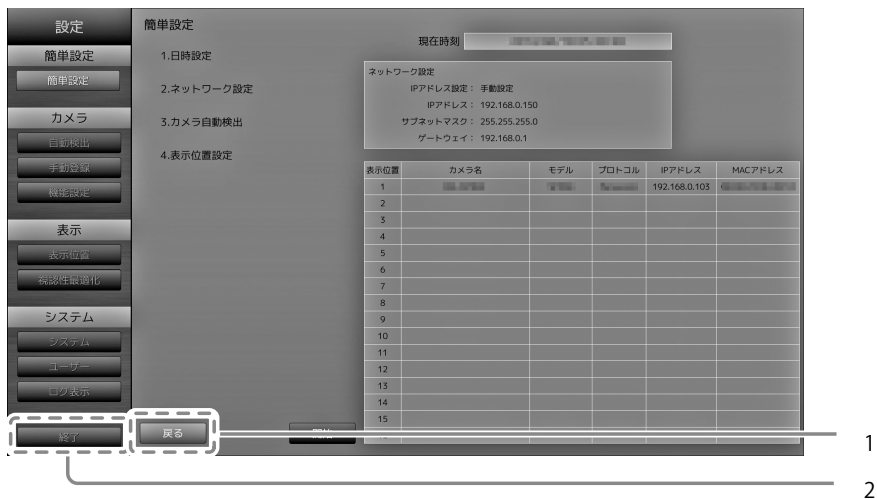 設定
簡単設定
簡単設定
カメラ
自動検出
手動登録
機能設定
表示
表示位置
視認性最適化
システム
システム
ユーザー
ログ表示
終了
簡単設定
1.日時設定
2.ネットワーク設定
3.カメラ自動検出
4.表示位置設定
戻る
現在時刻
ネットワーク設定
IPアドレス設定： 手動設定
IPアドレス： 192.168.0.150
サブネットマスク： 255.255.255.0
ゲートウェイ： 192.168.0.1
表示位置 カメラ名 モデル プロトコル IPアドレス MACアドレス
1 192.168.0.103
2
3
4
5
6
7
8
9
10
11
12
13
14
15
1
2